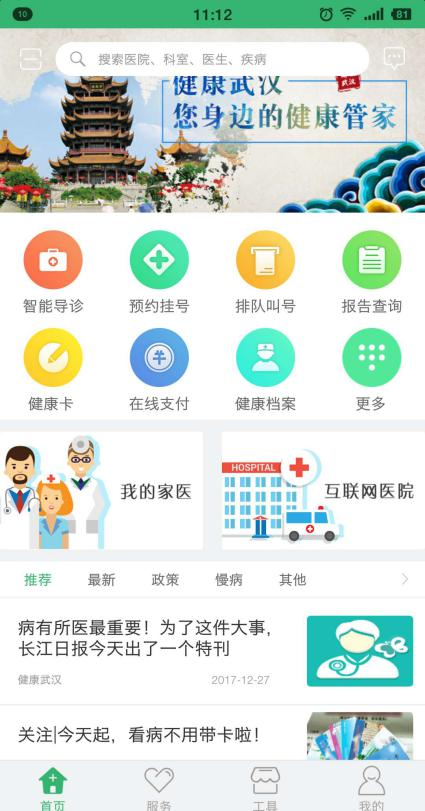 10
11:12
81
搜索医院、科室、医生、疾病
健康武汉
武汉
您身边的健康管家
智能导诊
预约挂号
排队叫号
报告查询
健康卡
在线支付
健康档案
更多
我的家医
HOSPITAL
互联网医院
推荐
最新
政策
慢病
其他
病有所医最重要！为了这件大事，
长江日报今天出了一个特刊
健康武汉
2017-12-27
关注|今天起，看病不用带卡啦！
首页
服务
工具
我的